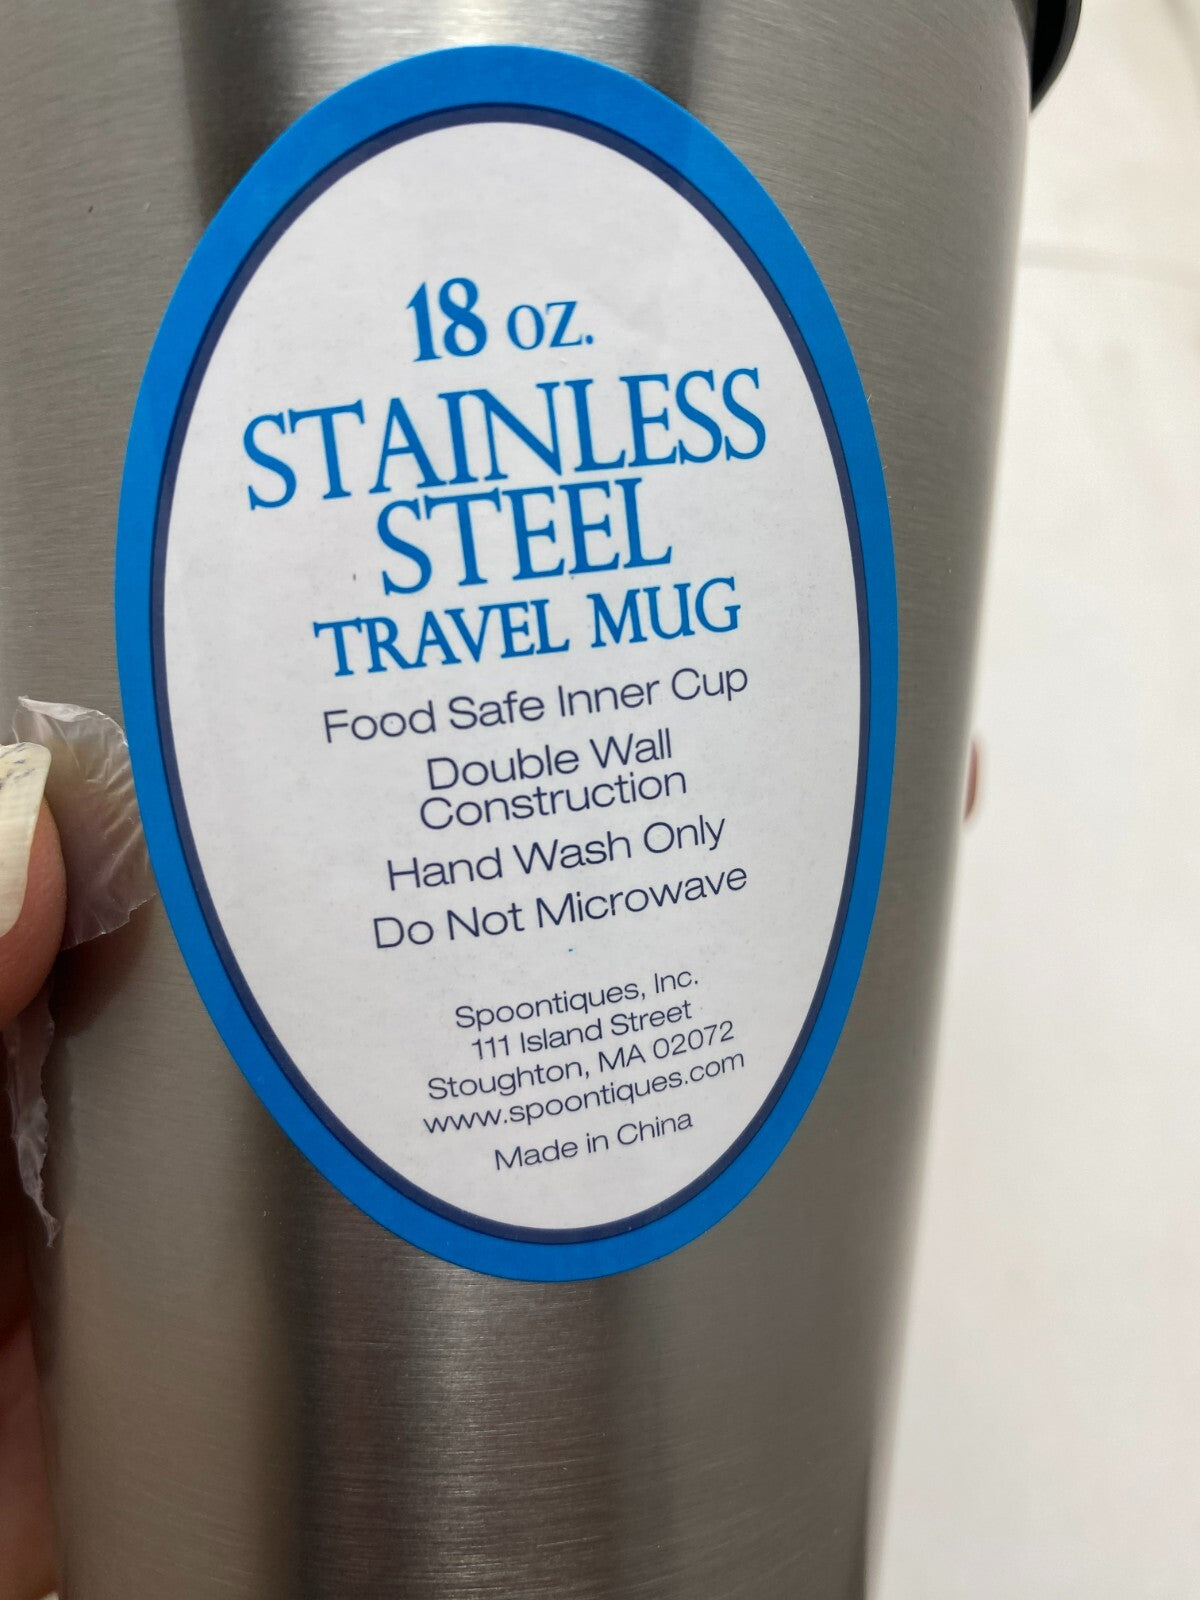 18 OZ.
STAINLESS
STEEL
TRAVEL MUG
Food Safe Inner Cup
Double Wall
Construction
Hand Wash Only
Do Not Microwave
Spoontiques, Inc.
111 Island Street
Stoughton, MA 02072
www.spoontiques.com
Made in China